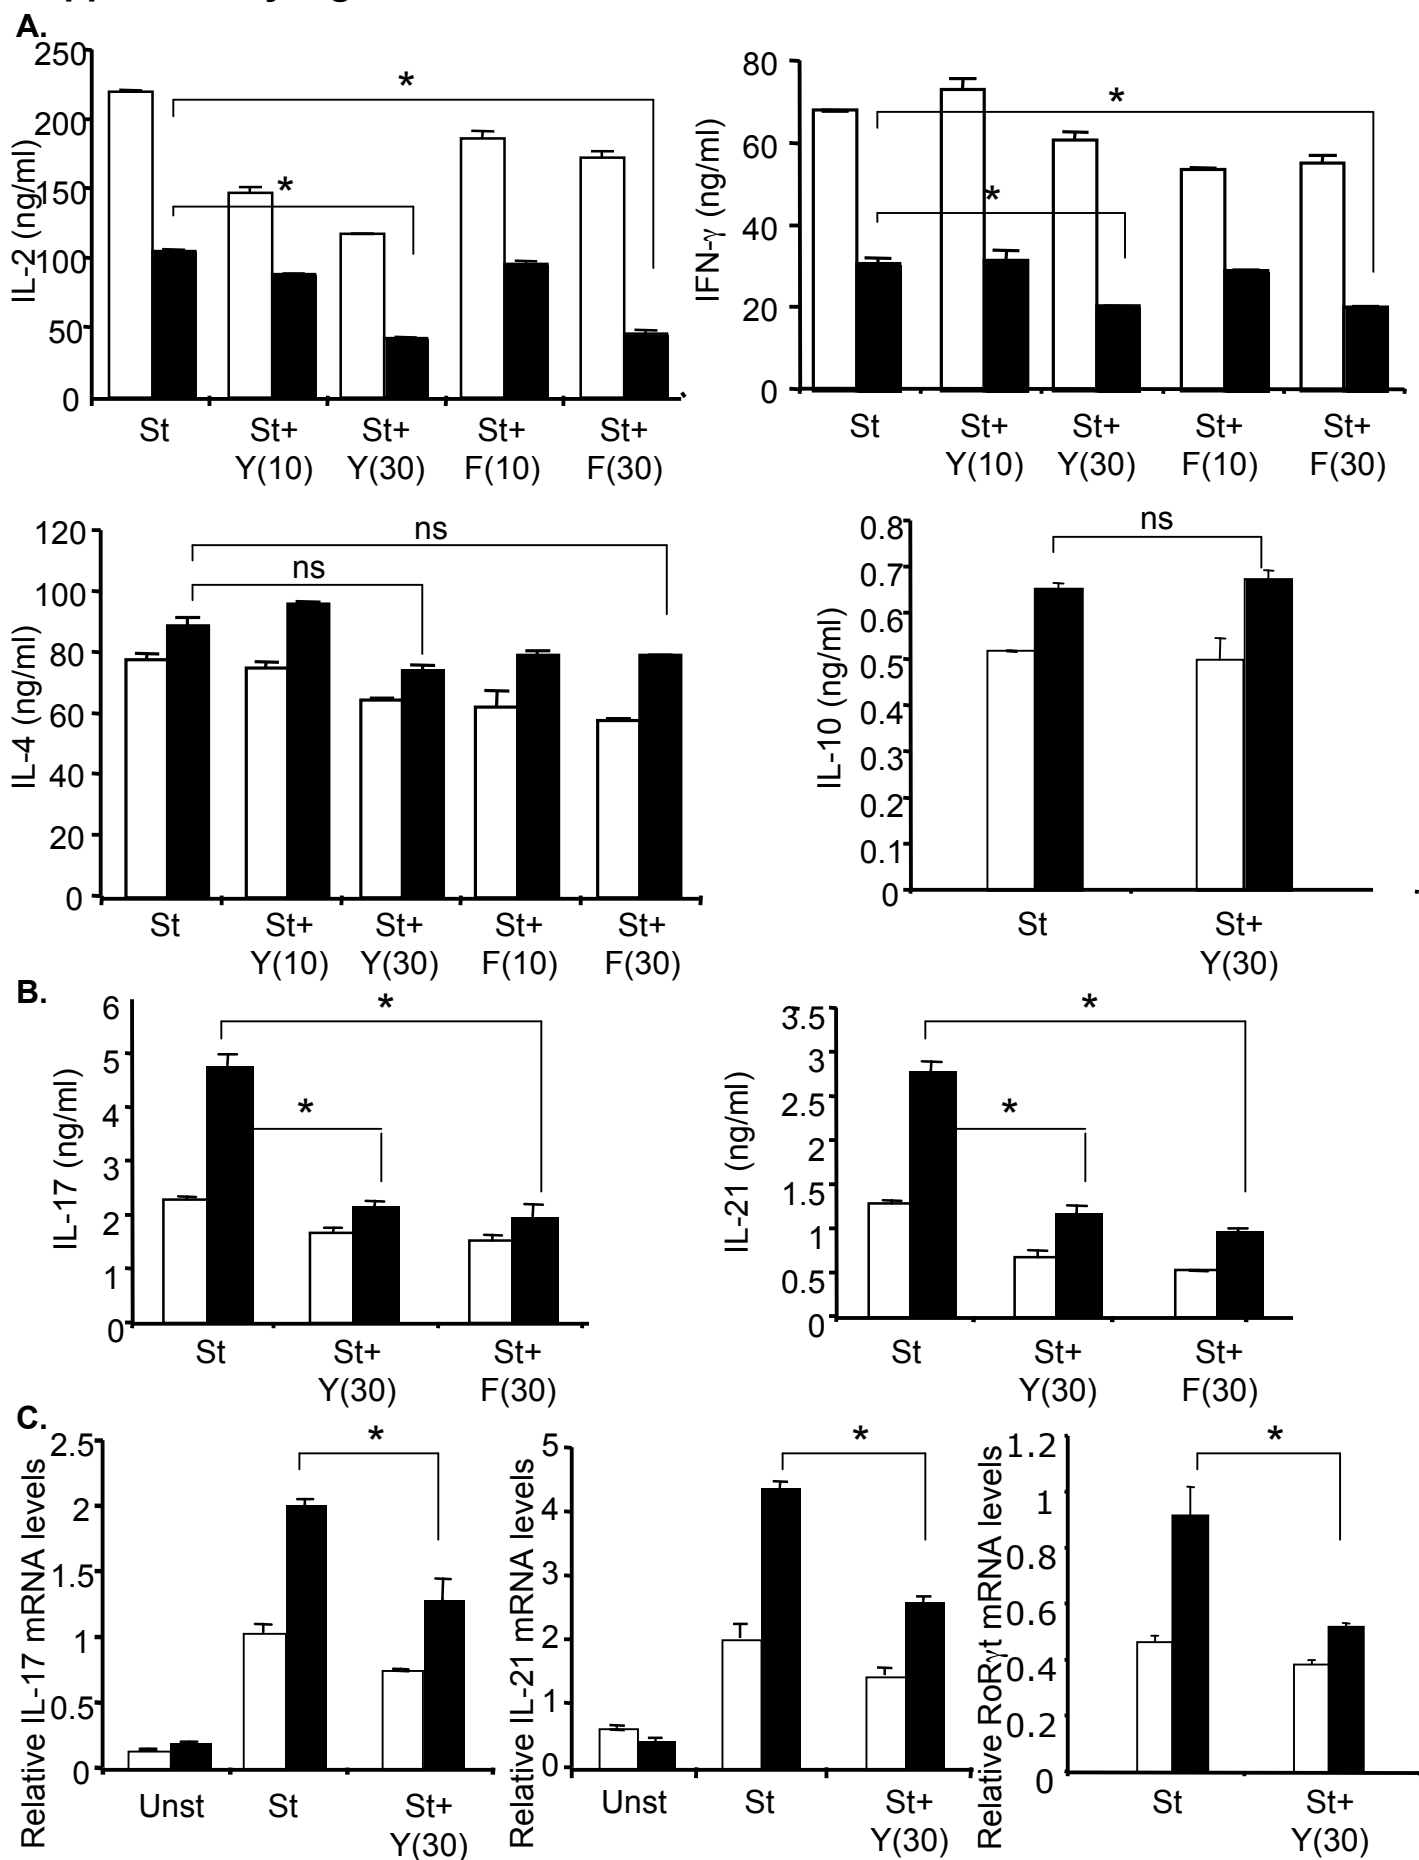 A.
250
200
150
100
50
0
IL-2 (ng/ml)
*
*
St
St+
Y(10)
St+
Y(30)
St+
F(10)
St+
F(30)
80
60
40
20
0
IFN-γ (ng/ml)
*
*
St
St+
Y(10)
St+
Y(30)
St+
F(10)
St+
F(30)
120
100
80
60
40
20
0
IL-4 (ng/ml)
ns
ns
St
St+
Y(10)
St+
Y(30)
St+
F(10)
St+
F(30)
0.8
0.7
0.6
0.5
0.4
0.3
0.2
0.1
0
IL-10 (ng/ml)
ns
St
St+
Y(30)
B.
6
5
4
3
2
1
0
IL-17 (ng/ml)
*
*
St
St+
Y(30)
St+
F(30)
3.5
3
2.5
2
1.5
1
0.5
0
IL-21 (ng/ml)
*
*
St
St+
Y(30)
St+
F(30)
C.
2.5
2
1.5
1
0.5
0
Relative IL-17 mRNA levels
*
Unst
St
St+
Y(30)
5
4
3
2
1
0
Relative IL-21 mRNA levels
*
Unst
St
St+
Y(30)
1.2
1
0.8
0.6
0.4
0.2
0
Relative RoRγt mRNA levels
*
St
St+
Y(30)